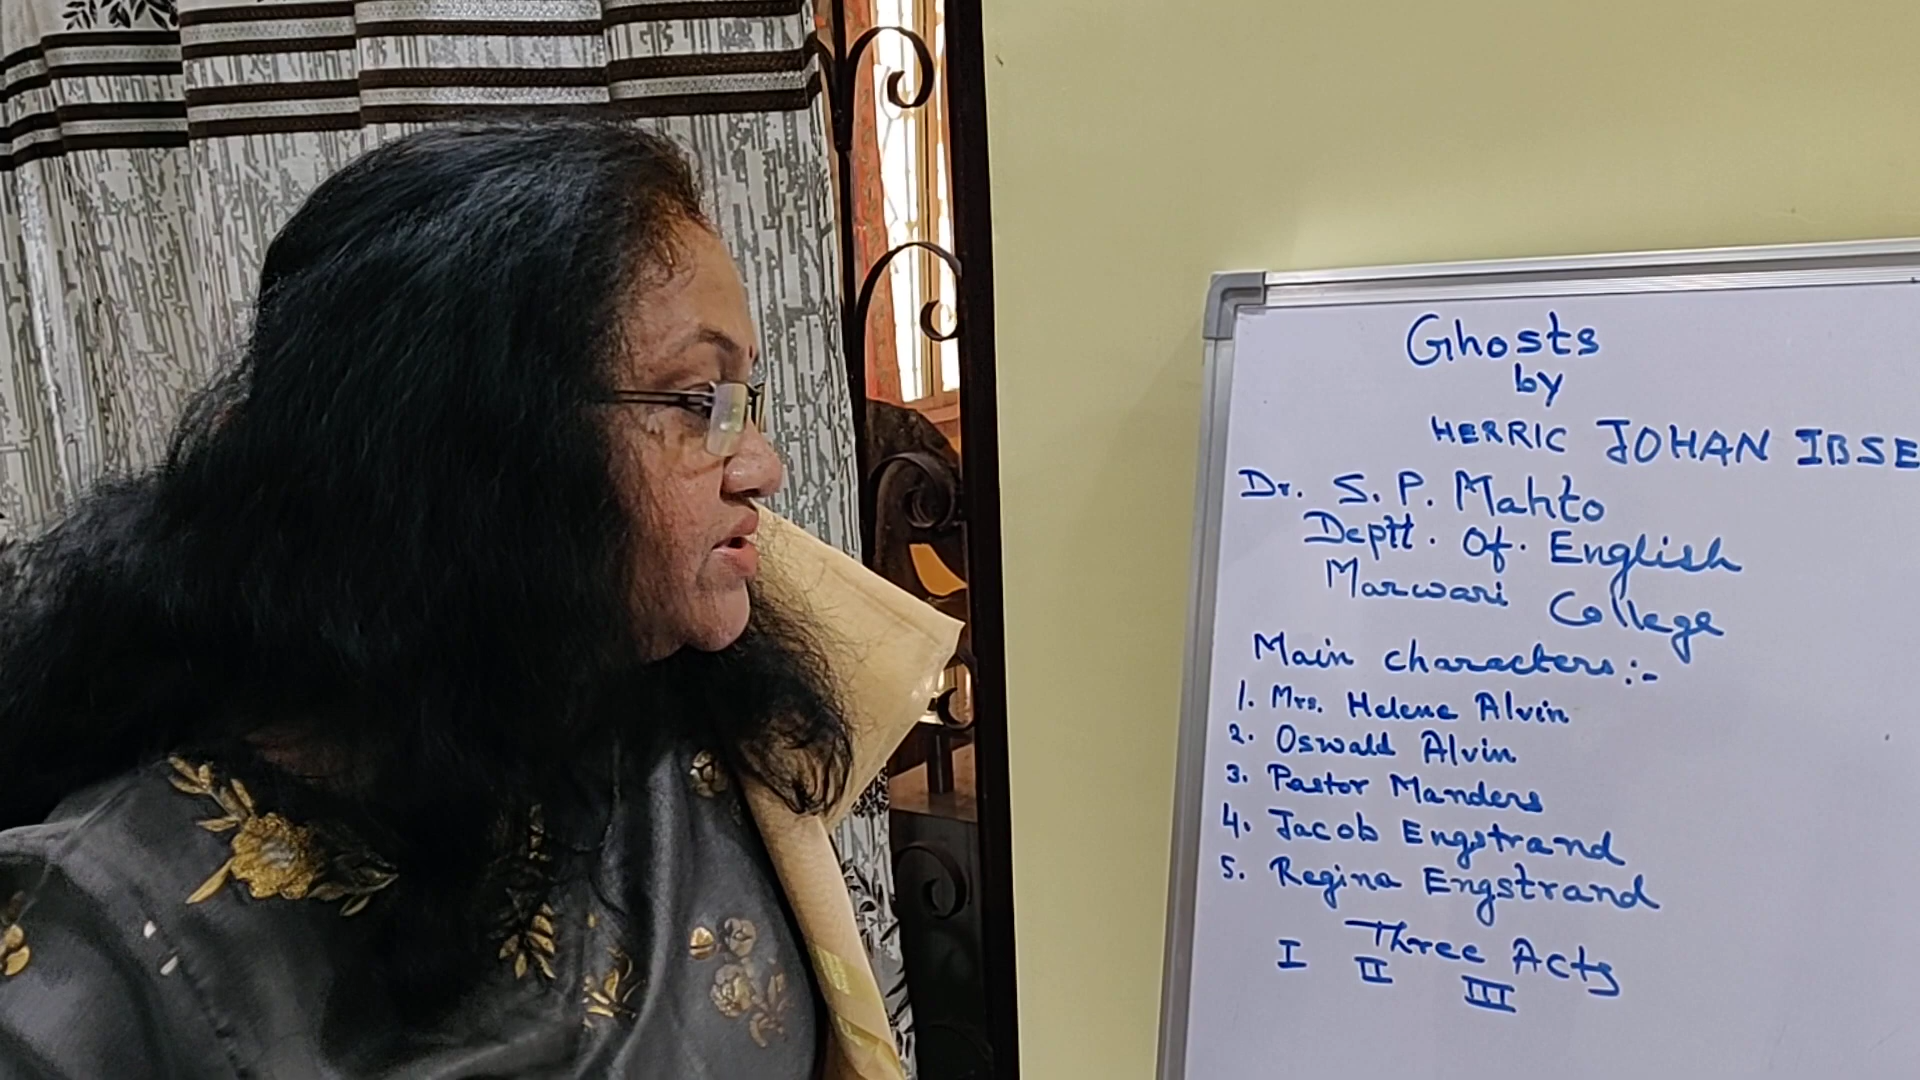 Ghosts
by
HERRIC JOHAN IBSE
Dr. S. P. Mahto
Deptt. Of. English
Marwari College
Main characters:-
1. Mrs. Helene Alvin
2. Oswald Alvin
3. Pastor Manders
4. Jacob Engstrand
5. Regina Engstrand
Three Acts
I II III